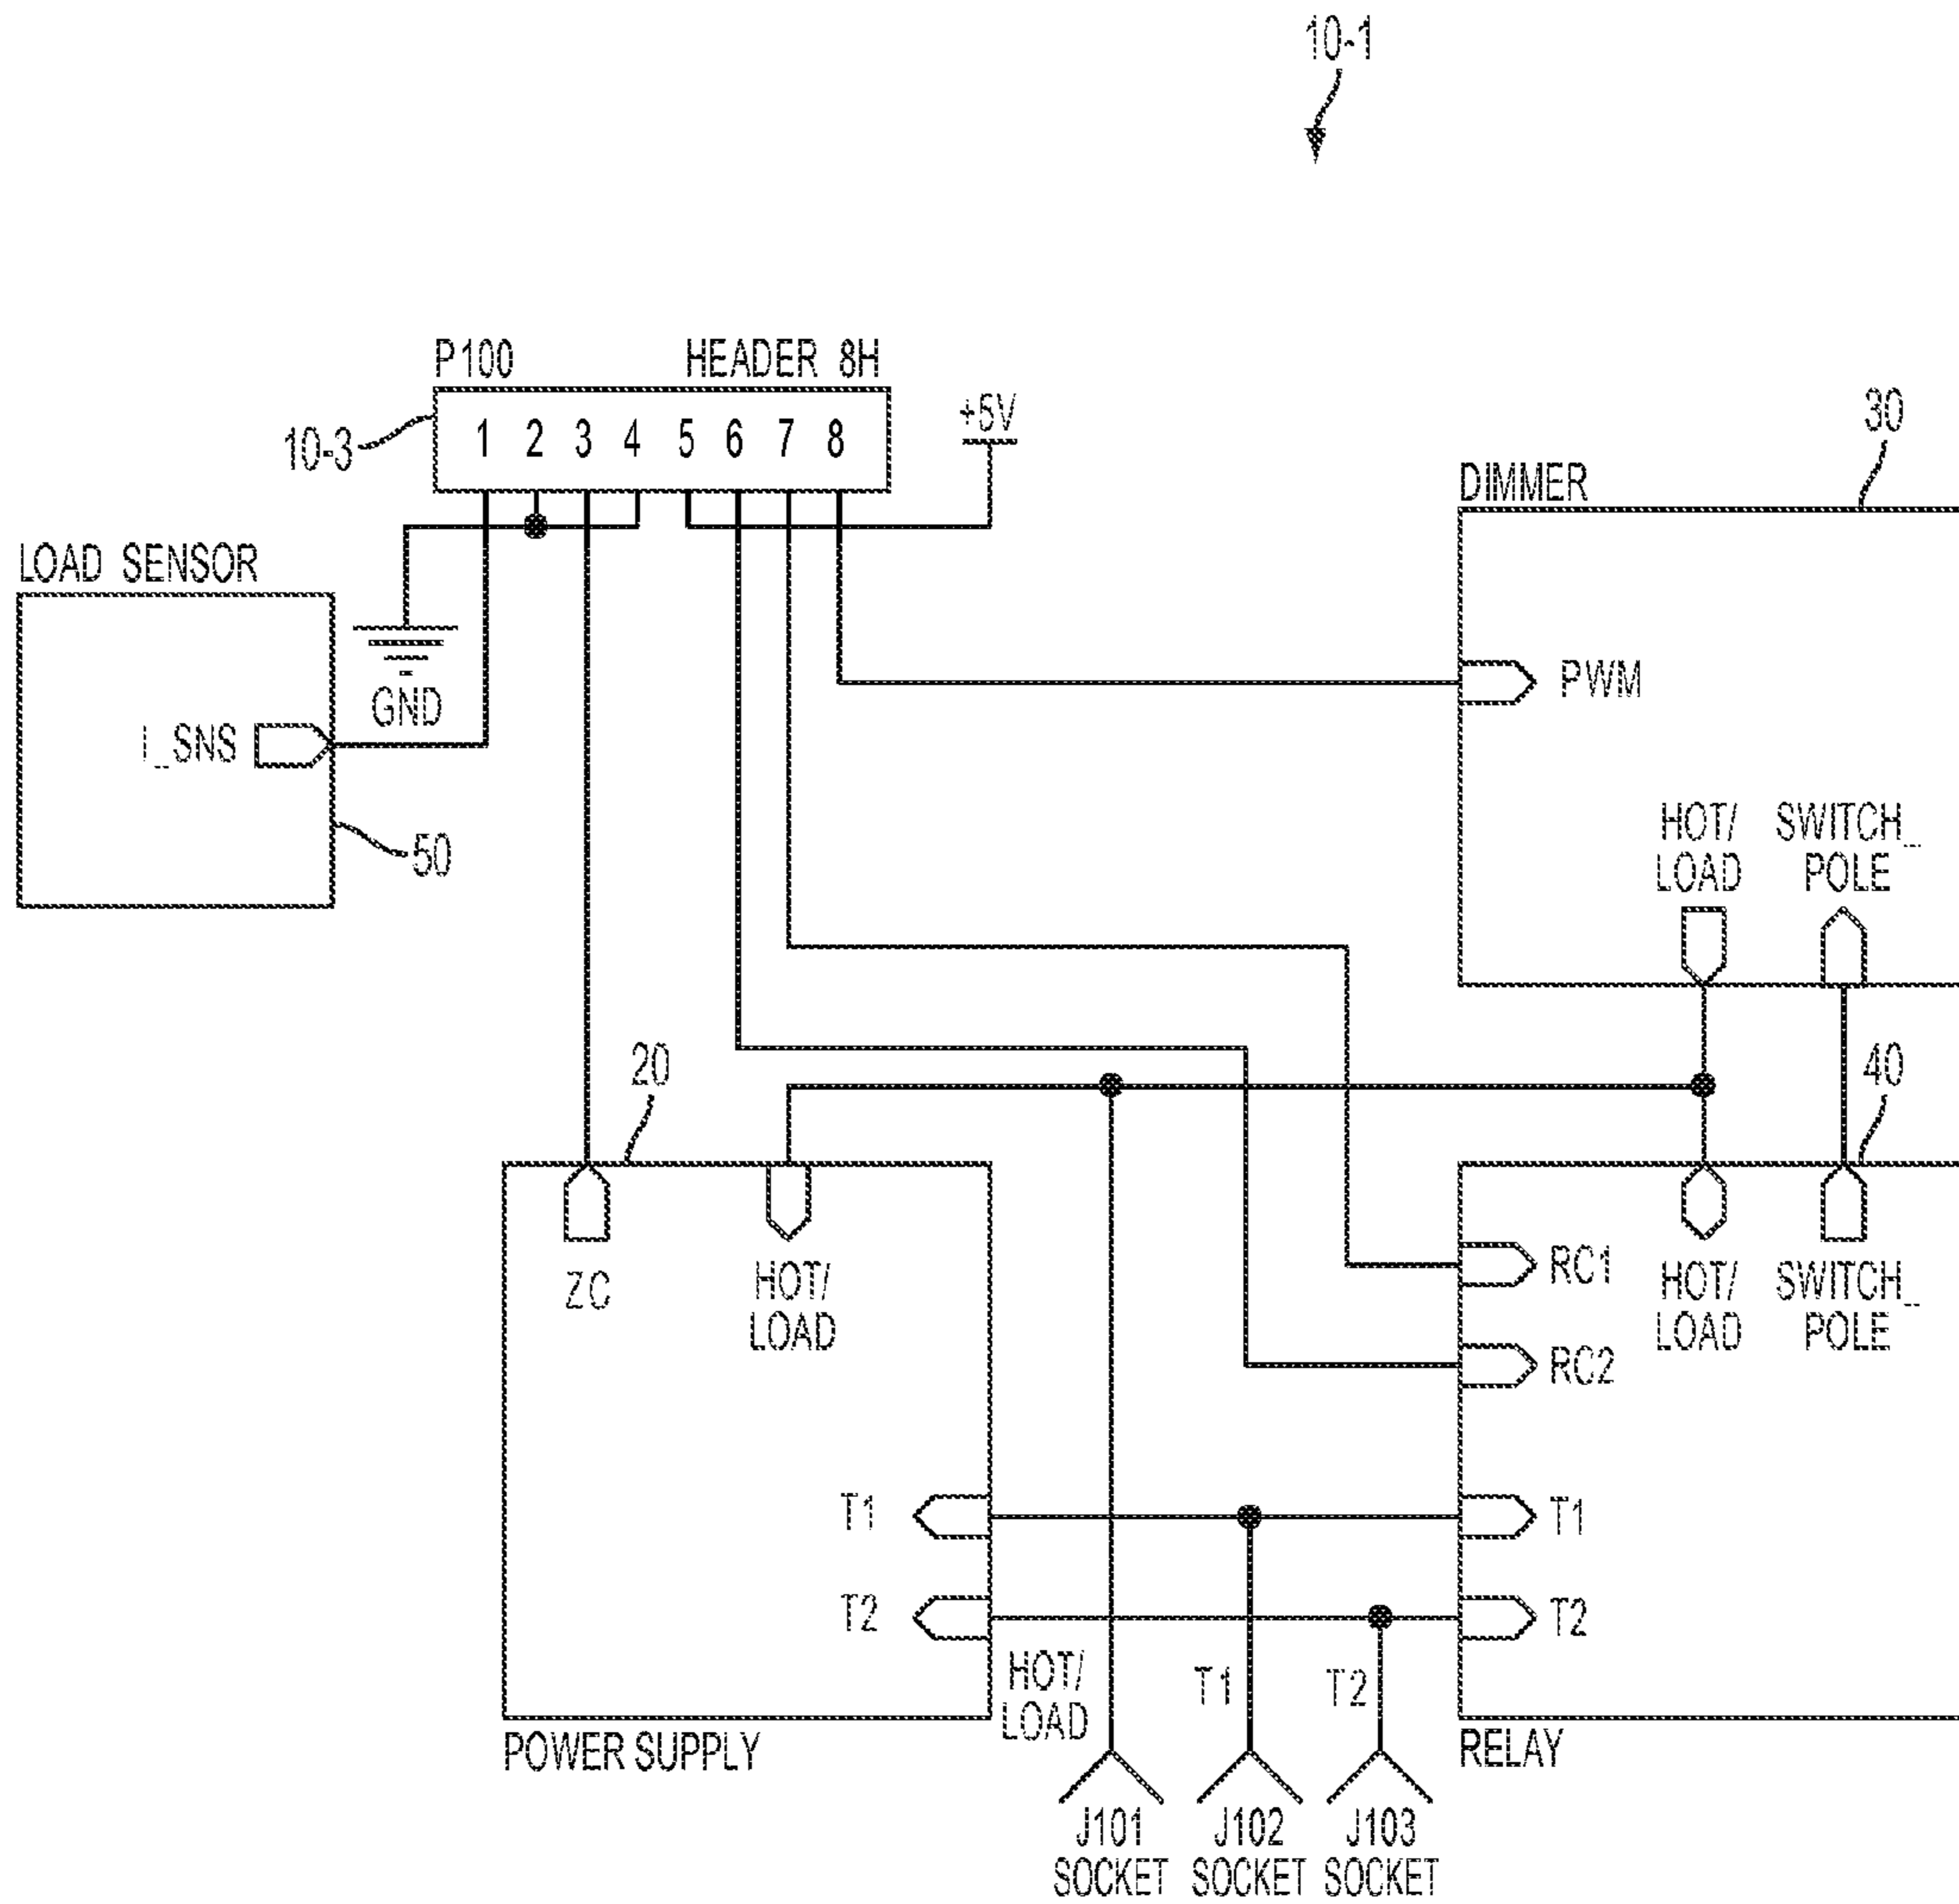 10-1
P100 HEADER 8H
1 2 3 4 5 6 7 8
10-3
+5V
30
DIMMER
LOAD SENSOR
GND
PWM
I_SNS
50
HOT/ SWITCH_
LOAD POLE
20
40
ZC
HOT/
LOAD
RC1
HOT/ SWITCH_
LOAD POLE
RC2
T1
T1
T2
T2
HOT/
LOAD
T1
T2
POWER SUPPLY
RELAY
J101 J102 J103
SOCKET SOCKET SOCKET